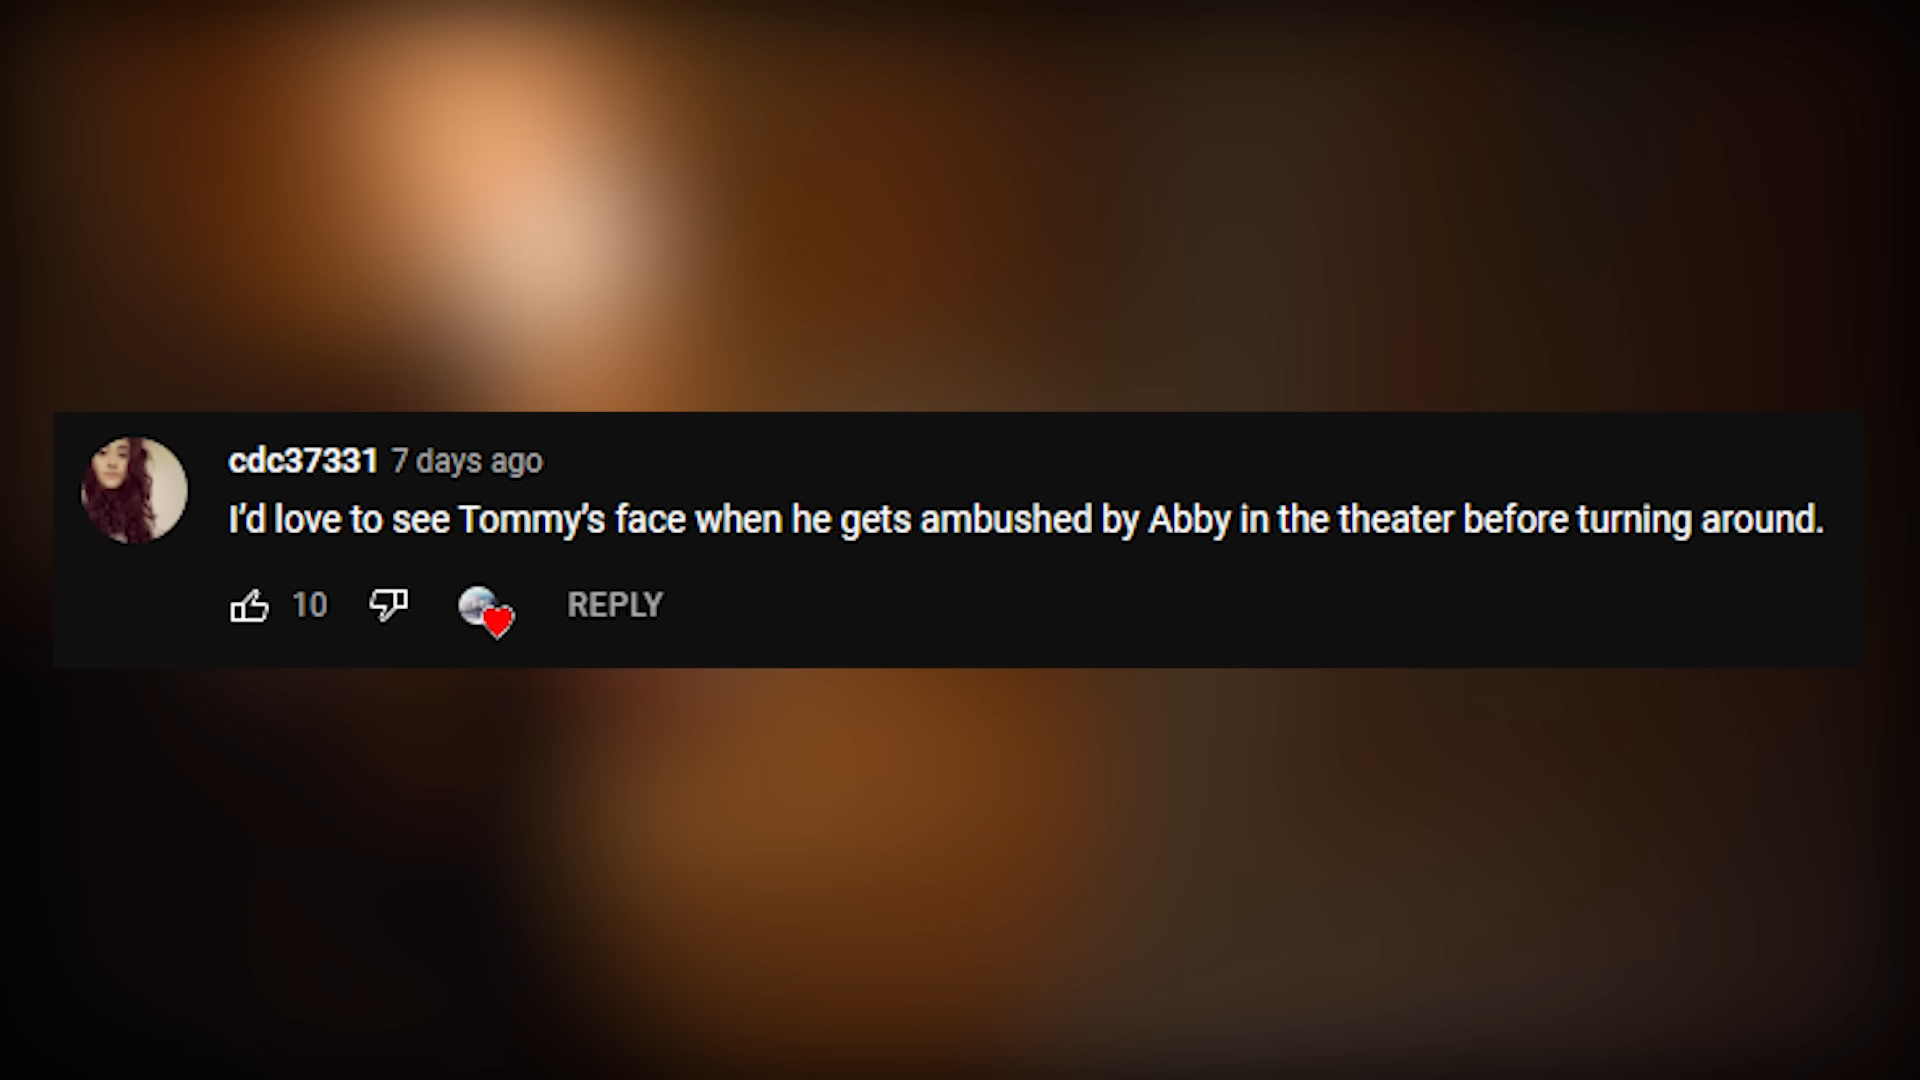 cdc37331 7 days ago
I’d love to see Tommy’s face when he gets ambushed by Abby in the theater before turning around.
10 REPLY